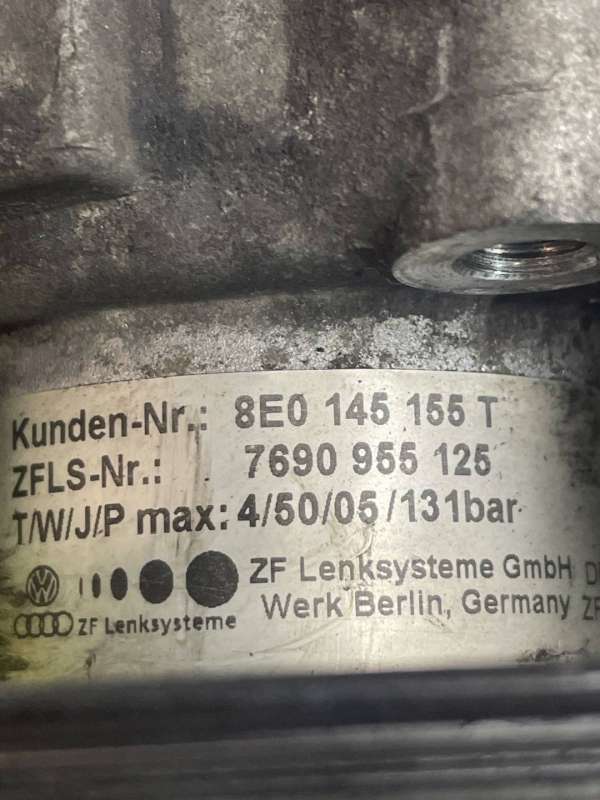 Kunden-Nr.: 8E0 145 155 T
ZFLS-Nr.: 7690 955 125
T/W/J/P max: 4/50/05/131bar
ZF Lenksysteme GmbH
Werk Berlin, Germany
ZF Lenksysteme